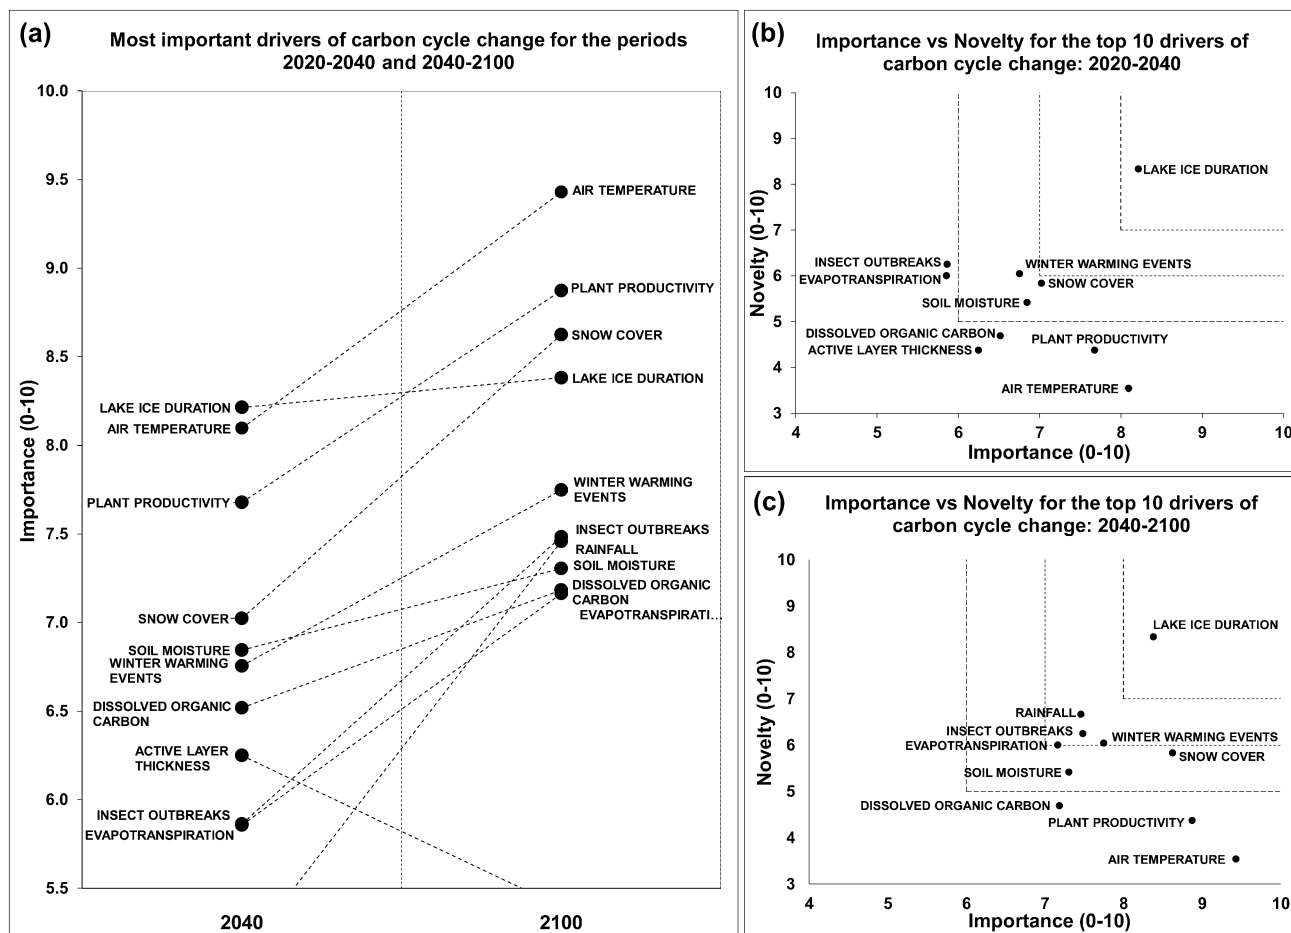 (a)
Most important drivers of carbon cycle change for the periods
2020-2040 and 2040-2100
Importance (0-10)
10.0
9.5
9.0
8.5
8.0
7.5
7.0
6.5
6.0
5.5
LAKE ICE DURATION
AIR TEMPERATURE
PLANT PRODUCTIVITY
SNOW COVER
SOIL MOISTURE
WINTER WARMING
EVENTS
DISSOLVED ORGANIC
CARBON
ACTIVE LAYER
THICKNESS
INSECT OUTBREAKS
EVAPOTRANSPIRATION
AIR TEMPERATURE
PLANT PRODUCTIVITY
SNOW COVER
LAKE ICE DURATION
WINTER WARMING
EVENTS
INSECT OUTBREAKS
RAINFALL
SOIL MOISTURE
DISSOLVED ORGANIC
CARBON
EVAPOTRANSPIRATI...
2040
2100
(b)
Importance vs Novelty for the top 10 drivers of
carbon cycle change: 2020-2040
Novelty (0-10)
10
9
8
7
6
5
4
3
LAKE ICE DURATION
INSECT OUTBREAKS
WINTER WARMING EVENTS
EVAPOTRANSPIRATION
SNOW COVER
SOIL MOISTURE
DISSOLVED ORGANIC CARBON
PLANT PRODUCTIVITY
ACTIVE LAYER THICKNESS
AIR TEMPERATURE
4 5 6 7 8 9 10
Importance (0-10)
(c)
Importance vs Novelty for the top 10 drivers of
carbon cycle change: 2040-2100
Novelty (0-10)
10
9
8
7
6
5
4
3
LAKE ICE DURATION
RAINFALL
INSECT OUTBREAKS
WINTER WARMING EVENTS
EVAPOTRANSPIRATION
SNOW COVER
SOIL MOISTURE
DISSOLVED ORGANIC CARBON
PLANT PRODUCTIVITY
AIR TEMPERATURE
4 5 6 7 8 9 10
Importance (0-10)